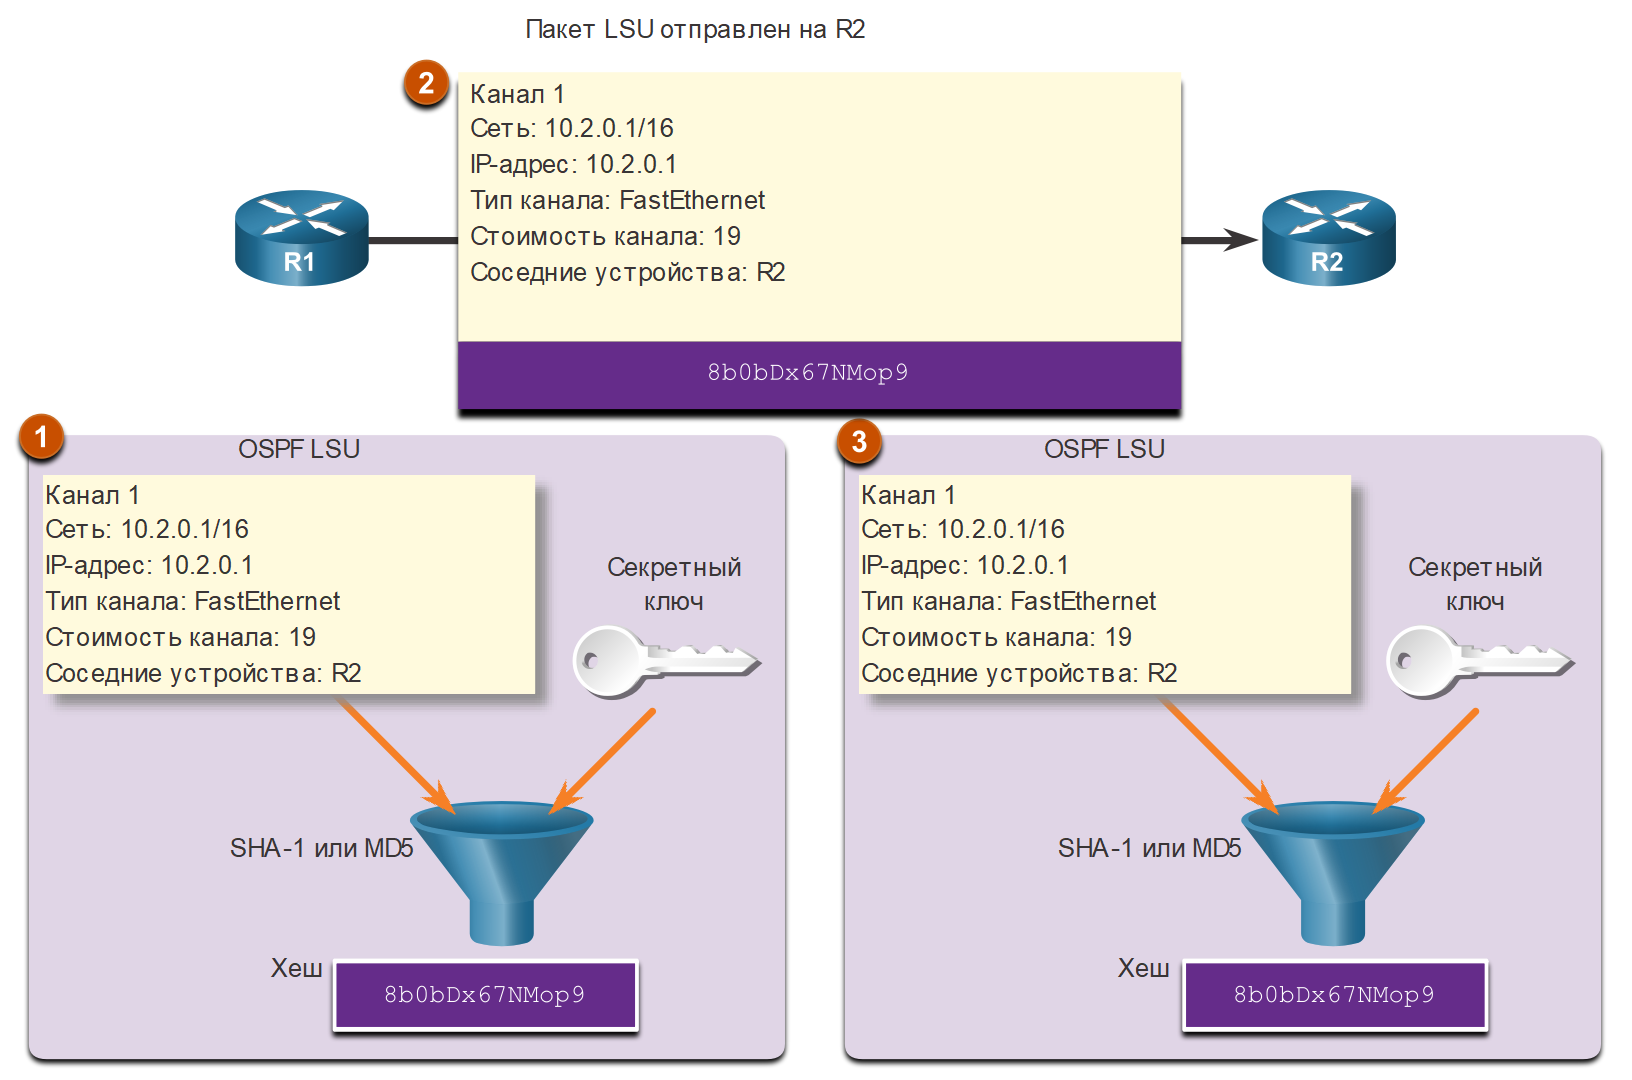 Пакет LSU отправлен на R2
2
Канал 1
Сеть: 10.2.0.1/16
IP-адрес: 10.2.0.1
Тип канала: FastEthernet
Стоимость канала: 19
Соседние устройства: R2
R1
R2
8b0bDx67NMop9
1
OSPF LSU
Канал 1
Сеть: 10.2.0.1/16
IP-адрес: 10.2.0.1
Тип канала: FastEthernet
Стоимость канала: 19
Соседние устройства: R2
Секретный
ключ
SHA-1 или MD5
Хеш
8b0bDx67NMop9
3
OSPF LSU
Канал 1
Сеть: 10.2.0.1/16
IP-адрес: 10.2.0.1
Тип канала: FastEthernet
Стоимость канала: 19
Соседние устройства: R2
Секретный
ключ
SHA-1 или MD5
Хеш
8b0bDx67NMop9